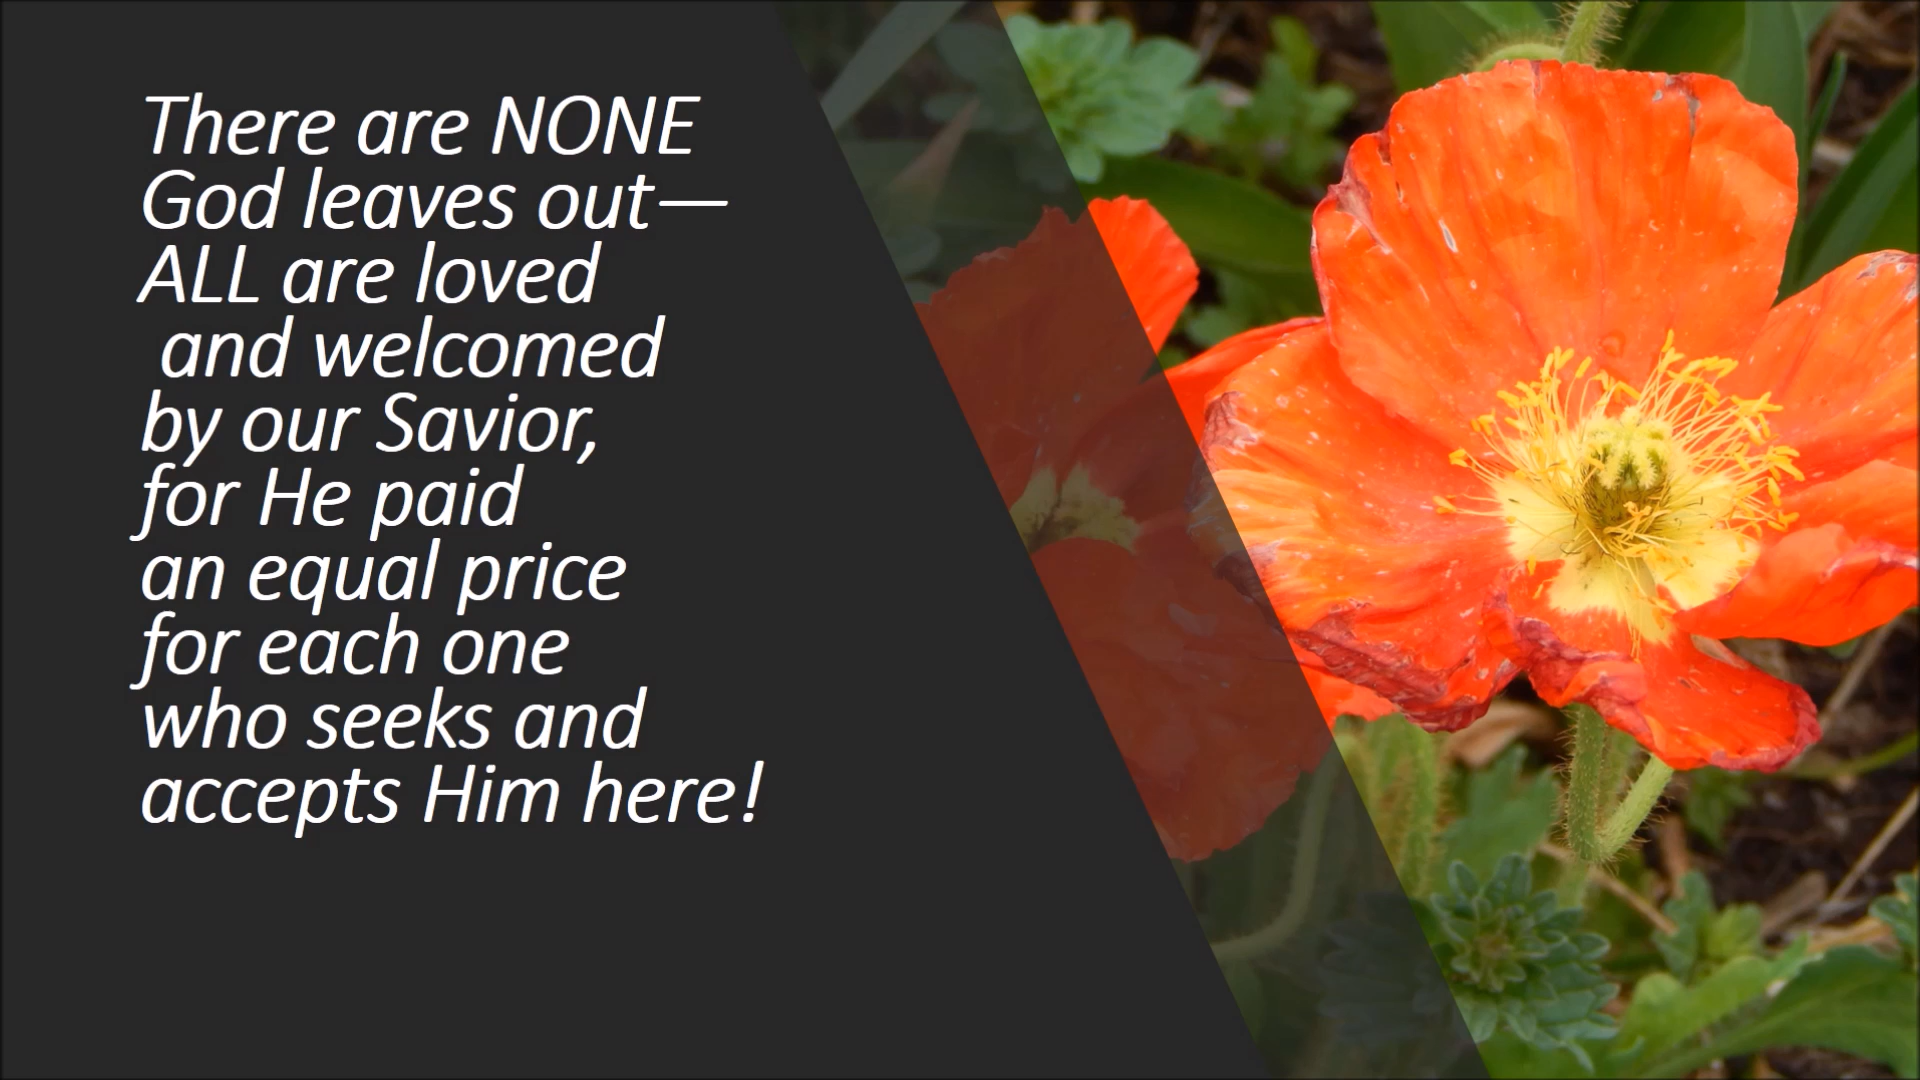 There are NONE
God leaves out—
ALL are loved
and welcomed
by our Savior,
for He paid
an equal price
for each one
who seeks and
accepts Him here!